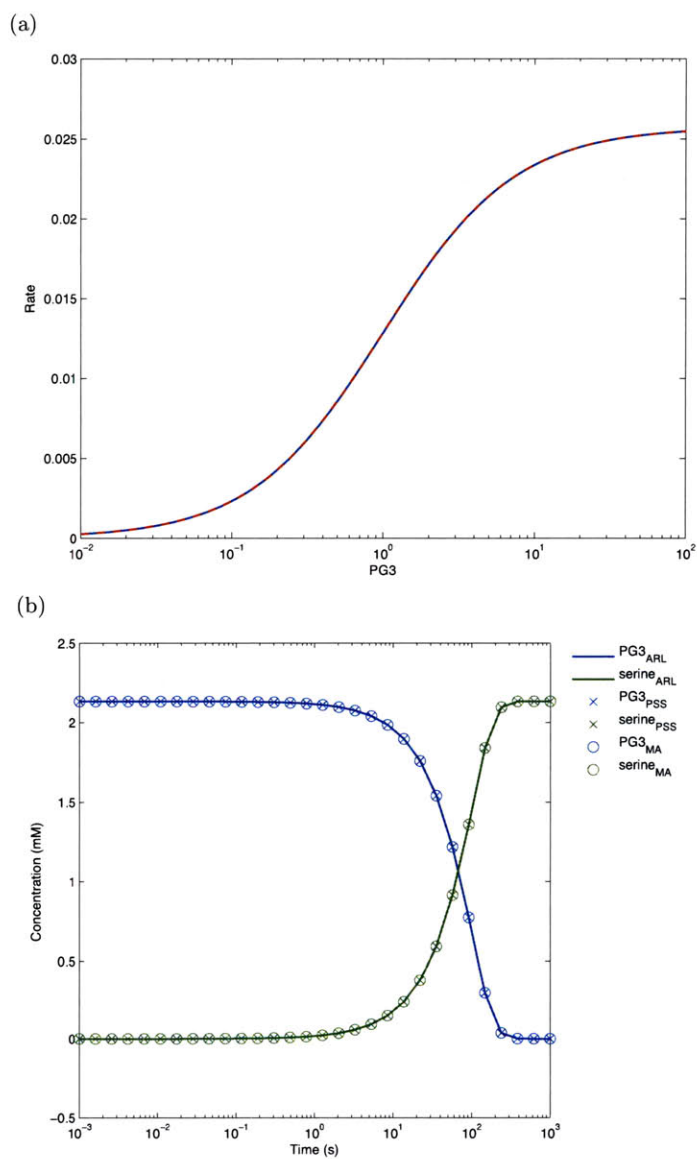 (a)
0.03
0.025
0.02
0.015
0.01
0.005
0
Rate
10^-2
10^-1
10^0
10^1
10^2
PG3
(b)
2.5
2
1.5
1
0.5
0
-0.5
Concentration (mM)
10^-3
10^-2
10^-1
10^0
10^1
10^2
10^3
Time (s)
PG3_ARL
serine_ARL
PG3_PSS
serine_PSS
PG3_MA
serine_MA